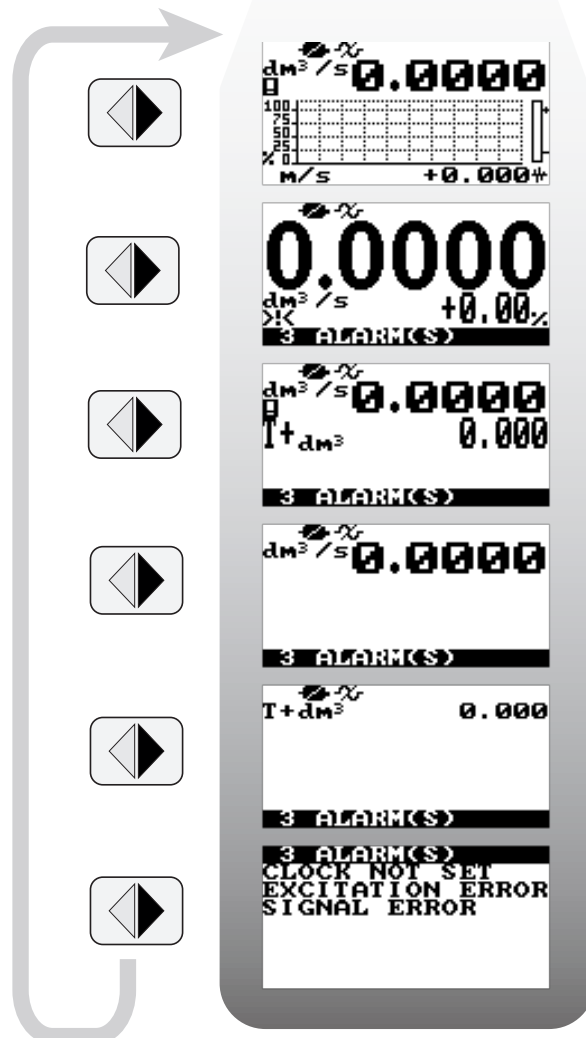 dm³/s 0.0000
100
75
50
25
% 0
+
-
m/s +0.000
0.0000
dm³/s
>!< +0.00%
3 ALARM(S)
dm³/s 0.0000
T+dm³ 0.000
3 ALARM(S)
dm³/s 0.0000
3 ALARM(S)
T+dm³ 0.000
3 ALARM(S)
3 ALARM(S)
CLOCK NOT SET
EXCITATION ERROR
SIGNAL ERROR